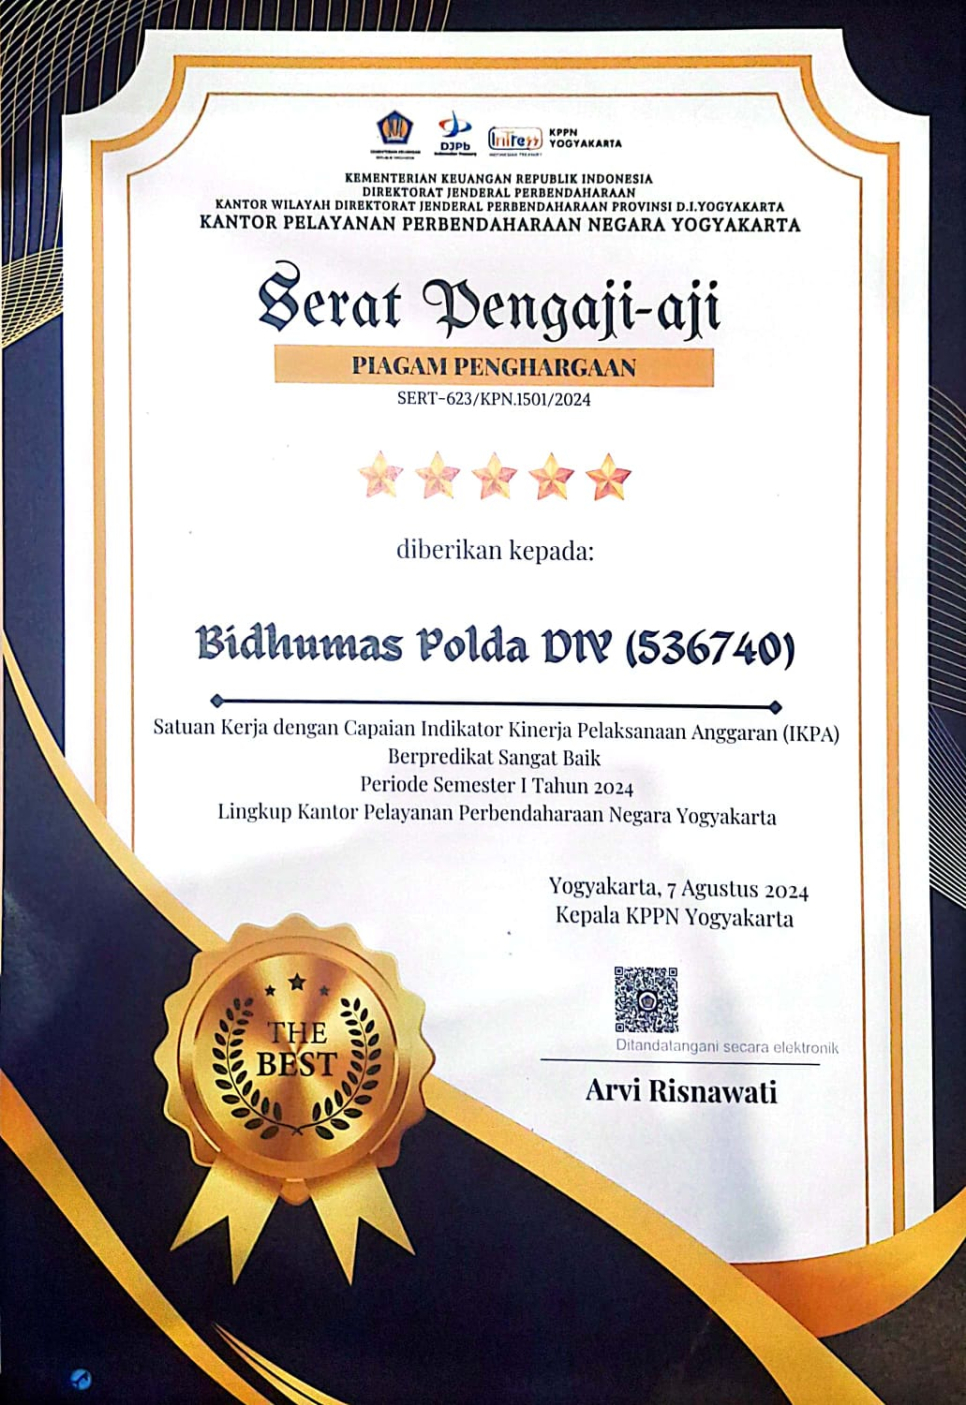 DJPb
InTress
KPPN
YOGYAKARTA
KEMENTERIAN KEUANGAN REPUBLIK INDONESIA
DIREKTORAT JENDERAL PERBENDAHARAAN
KANTOR WILAYAH DIREKTORAT JENDERAL PERBENDAHARAAN PROVINSI D.I.YOGYAKARTA
KANTOR PELAYANAN PERBENDAHARAAN NEGARA YOGYAKARTA
Serat Pengaji-aji
PIAGAM PENGHARGAAN
SERT-623/KPN.1501/2024
diberikan kepada:
Bidhumas Polda DIY (536740)
Satuan Kerja dengan Capaian Indikator Kinerja Pelaksanaan Anggaran (IKPA)
Berpredikat Sangat Baik
Periode Semester I Tahun 2024
Lingkup Kantor Pelayanan Perbendaharaan Negara Yogyakarta
Yogyakarta, 7 Agustus 2024
Kepala KPPN Yogyakarta
Ditandatangani secara elektronik
Arvi Risnawati
THE
BEST